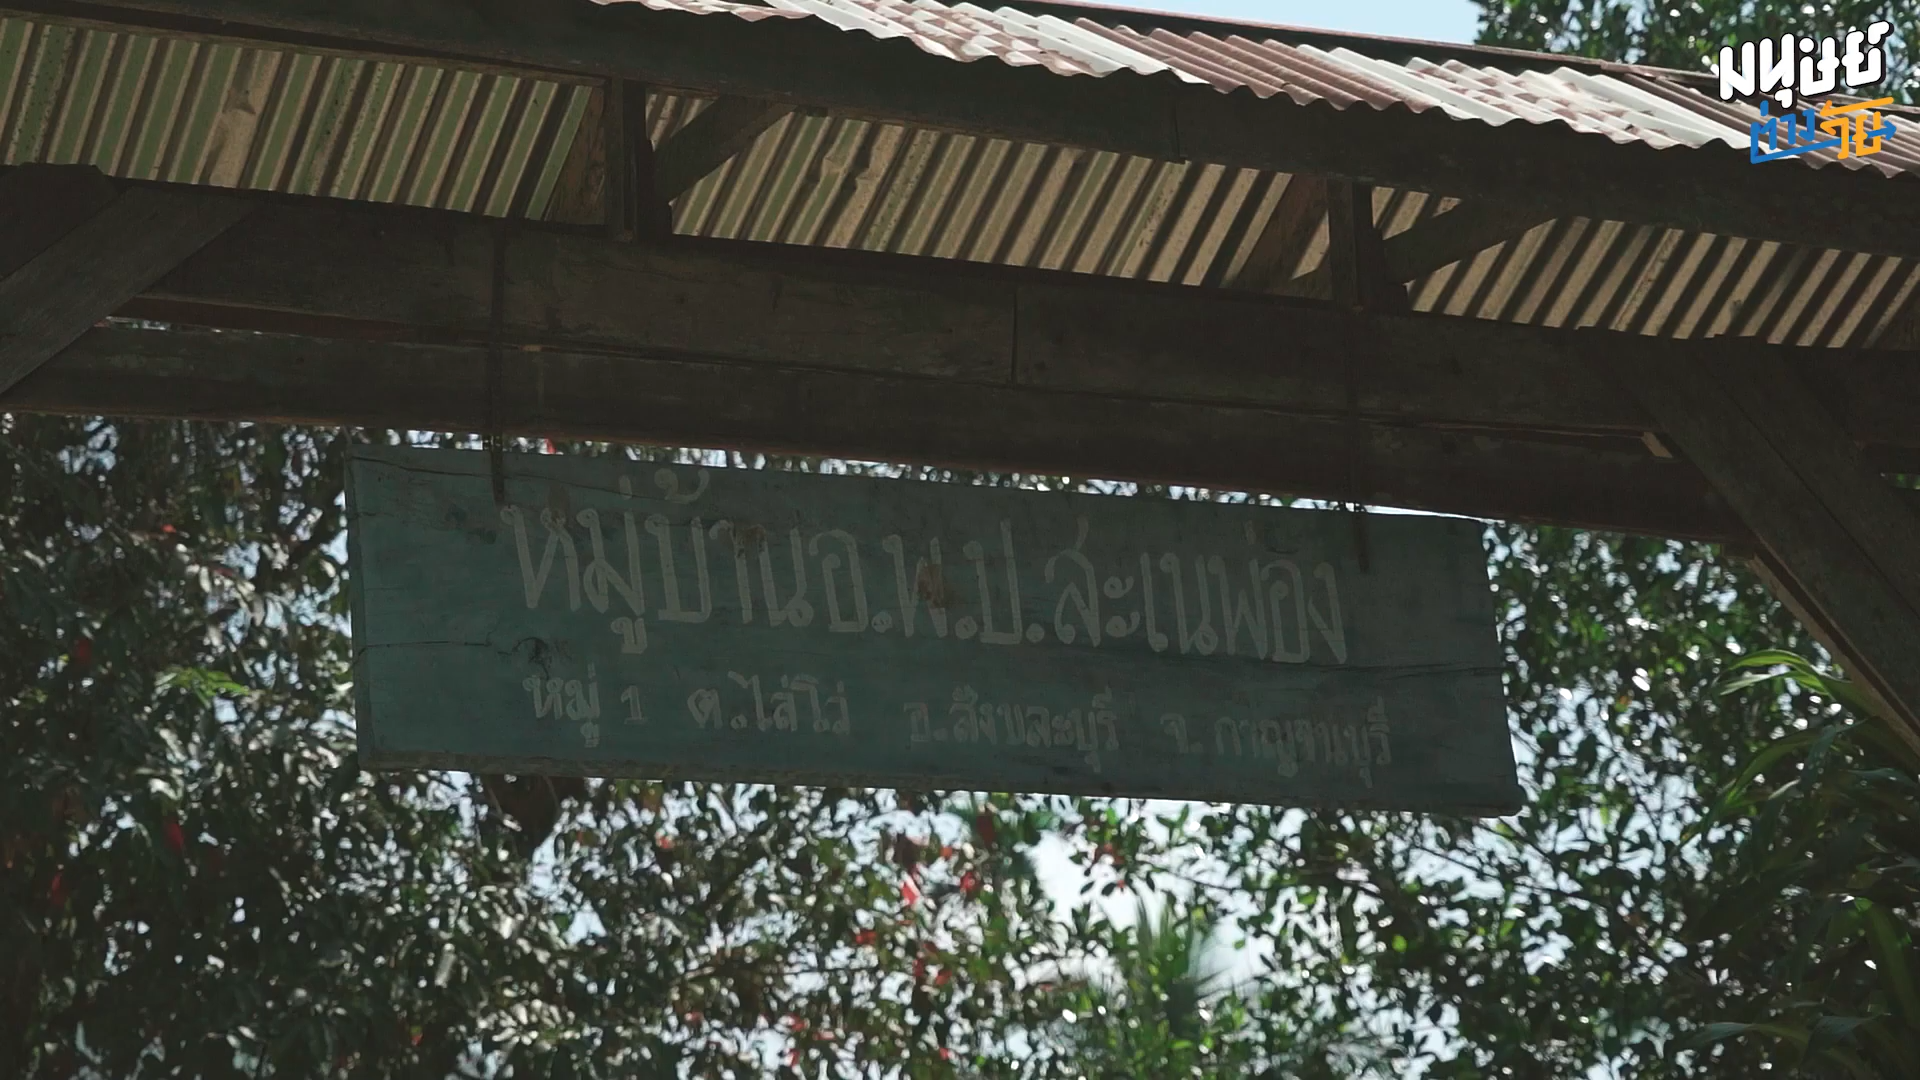 มนุษย์
ต่างวัย
หมู่บ้านอ.พ.ป.สะเนพ่อง
หมู่ 1 ต.ไล่โว่ อ.สังขละบุรี จ.กาญจนบุรี